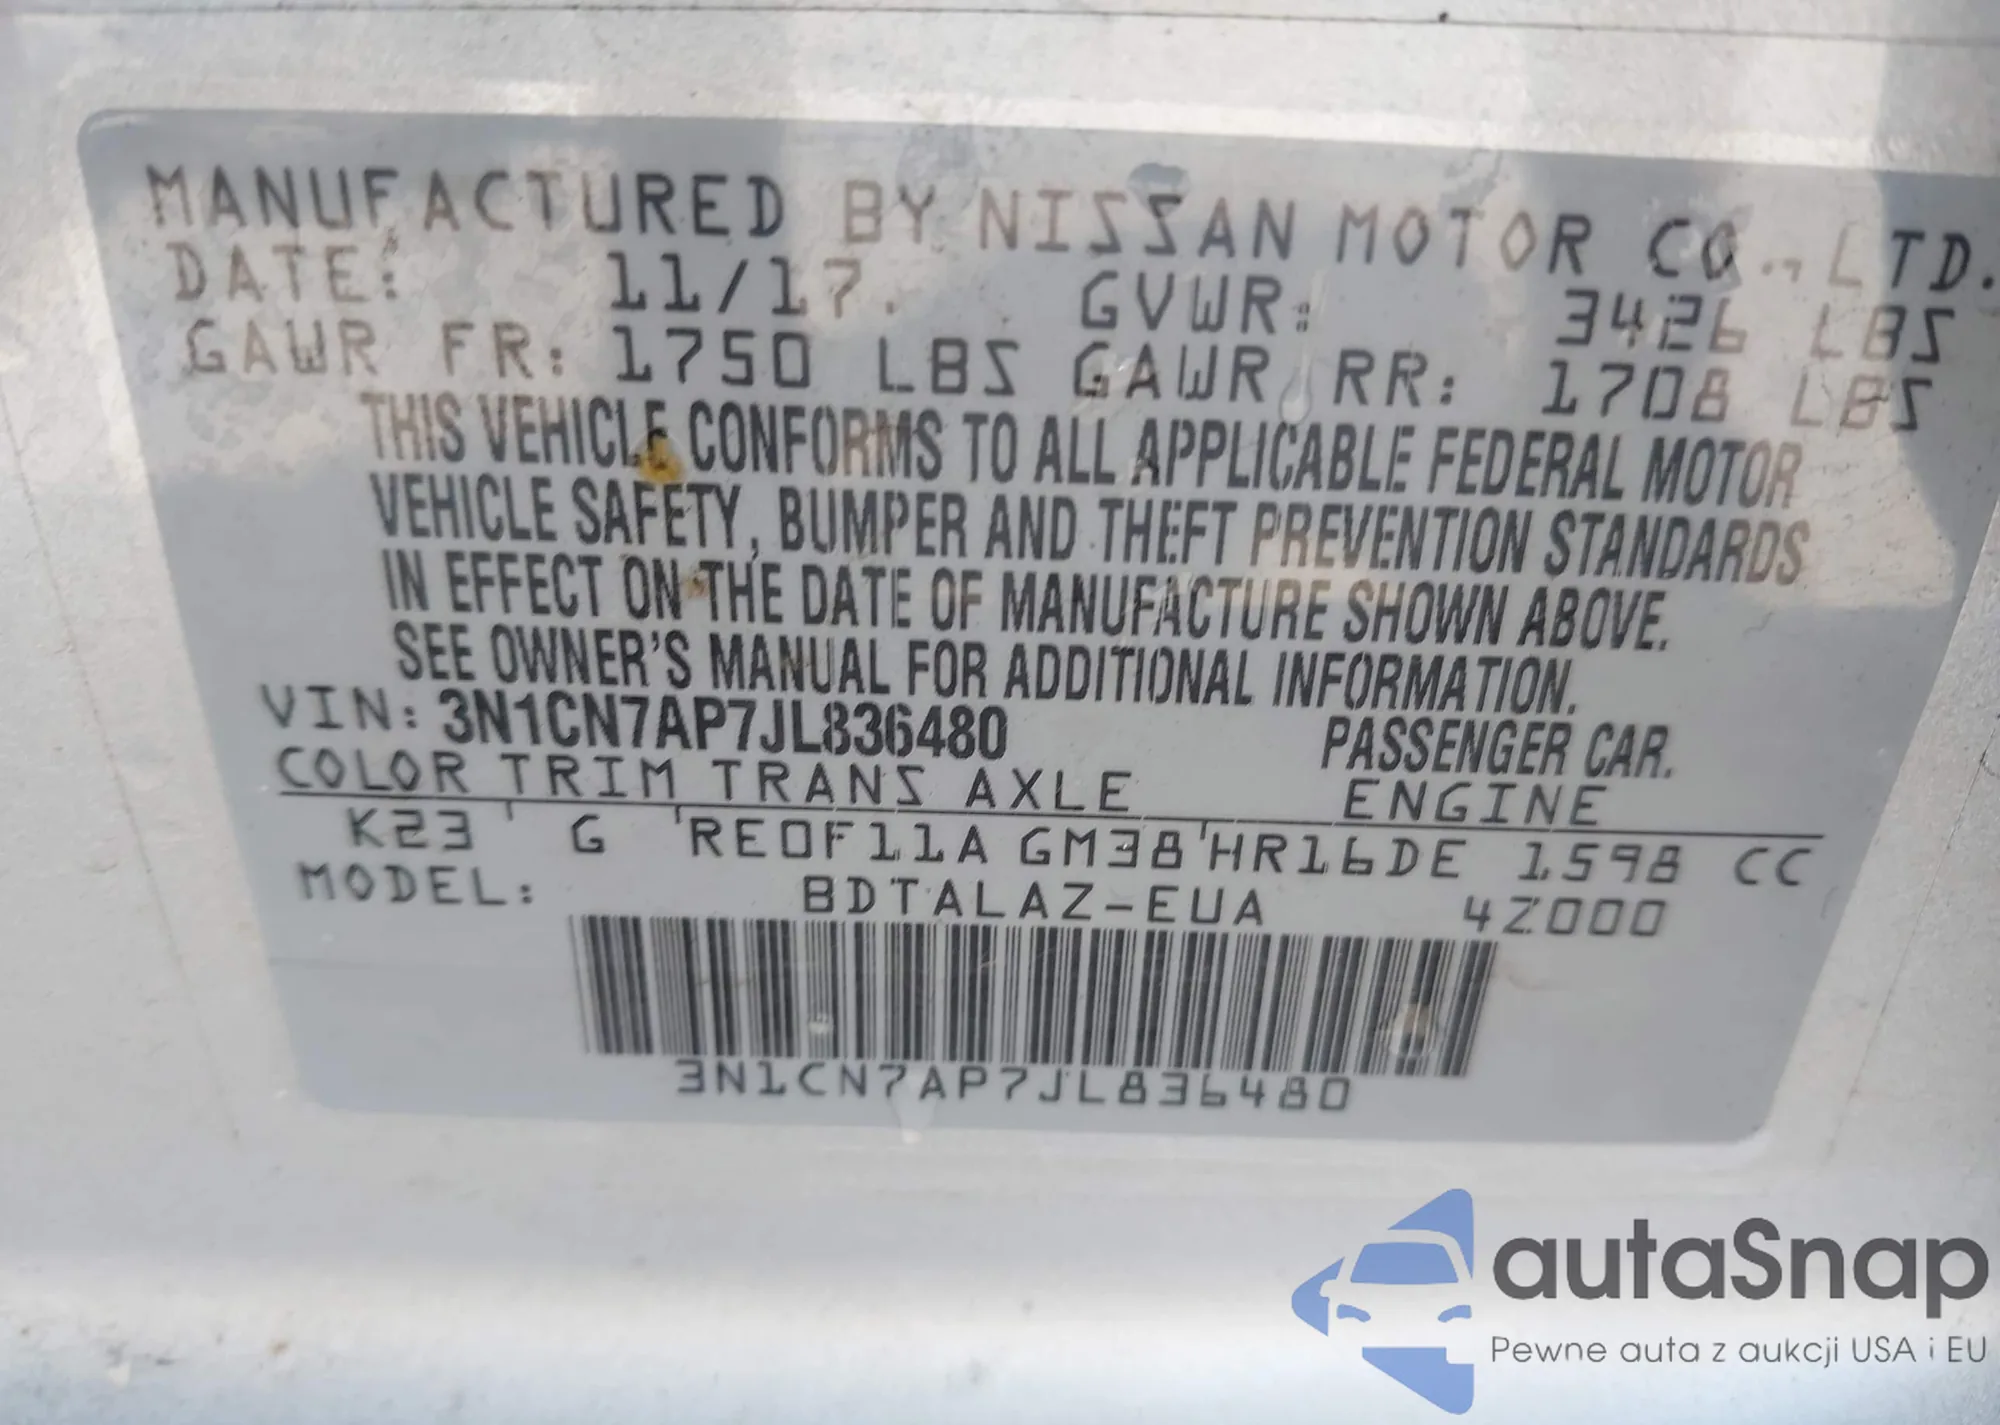 MANUFACTURED BY NISSAN MOTOR CO., LTD.
DATE: 11/17. GVWR: 3426 LBS
GAWR FR: 1750 LBS GAWR RR: 1708 LBS
THIS VEHICLE CONFORMS TO ALL APPLICABLE FEDERAL MOTOR
VEHICLE SAFETY, BUMPER AND THEFT PREVENTION STANDARDS
IN EFFECT ON THE DATE OF MANUFACTURE SHOWN ABOVE.
SEE OWNER'S MANUAL FOR ADDITIONAL INFORMATION.
VIN: 3N1CN7AP7JL836480 PASSENGER CAR.
COLOR TRIM TRANS AXLE ENGINE
K23 G RE0F11A GM38 HR16DE 1598 CC
MODEL: BDTALAZ-EUA 4Z000
3N1CN7AP7JL836480
autaSnap
Pewne auta z aukcji USA i EU